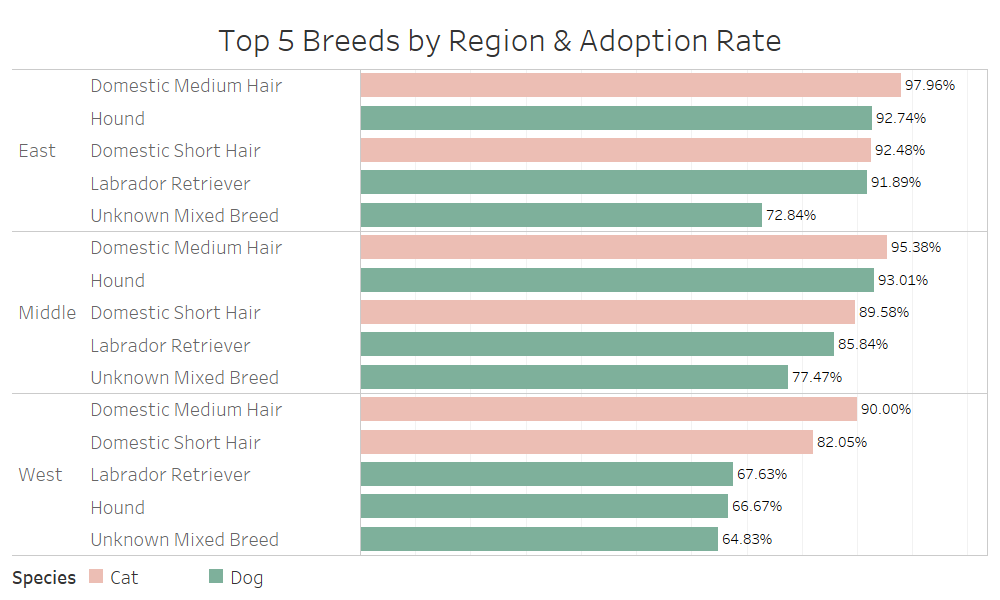 Top 5 Breeds by Region & Adoption Rate
East
Domestic Medium Hair 97.96%
Hound 92.74%
Domestic Short Hair 92.48%
Labrador Retriever 91.89%
Unknown Mixed Breed 72.84%
Middle
Domestic Medium Hair 95.38%
Hound 93.01%
Domestic Short Hair 89.58%
Labrador Retriever 85.84%
Unknown Mixed Breed 77.47%
West
Domestic Medium Hair 90.00%
Domestic Short Hair 82.05%
Labrador Retriever 67.63%
Hound 66.67%
Unknown Mixed Breed 64.83%
Species Cat Dog